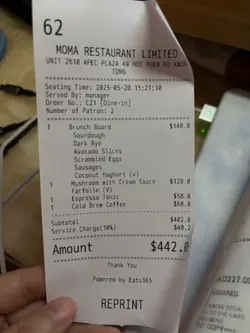 62
MOMA RESTAURANT LIMITED
UNIT 2610 APEC PLAZA 49 HOI YUEN RD KWUN
TONG
Seating Time: 2025-05-20 15:21:10
Served By: manager
Order No.: C21 [Dine-in]
Number of Patron: 2
1 Brunch Board $148.0
Sourdough
Dark Rye
Avocado Slices
Scrambled Eggs
Sausages
Coconut Yoghurt (v)
1 Mushroom with Cream Sauce $128.0
Farfalle (V)
1 Espresso Tonic $58.0
1 Cold Brew Coffee $68.0
Subtotal $402.0
Service Charge(10%) $40.2
Amount $442.0
Thank You
Powered by Eats365
REPRINT